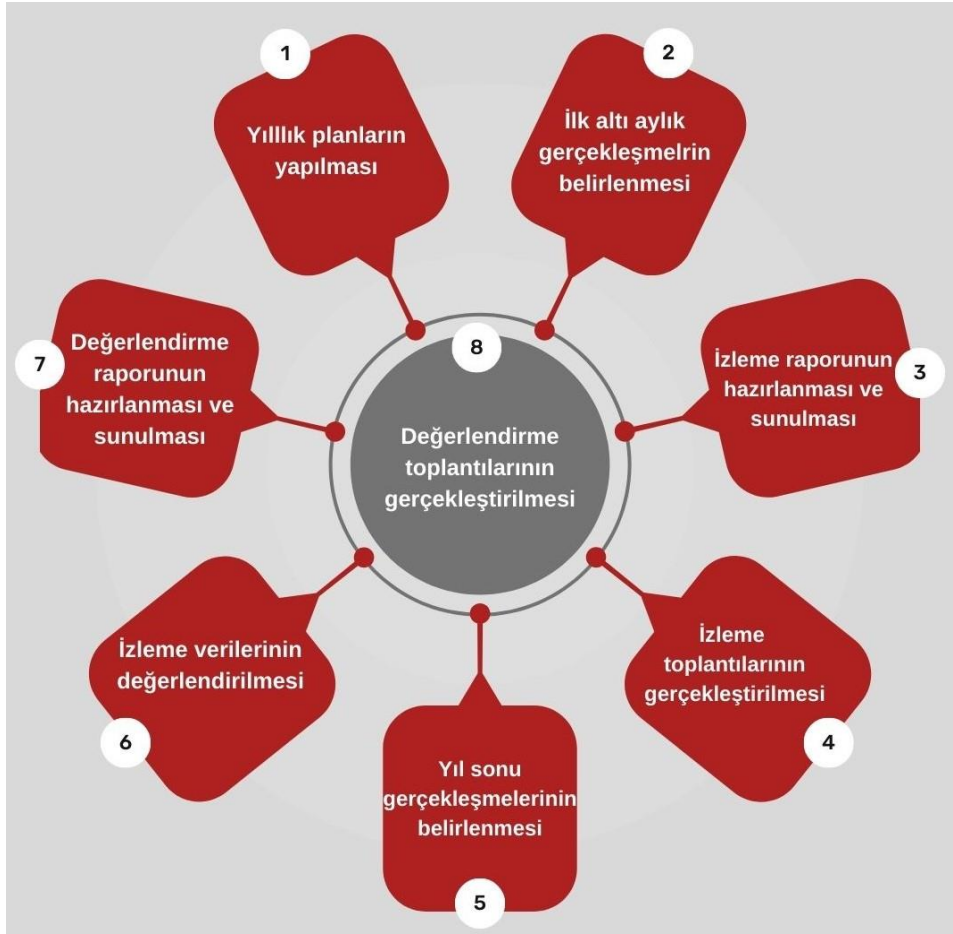 1
Yılllık planların
yapılması
2
İlk altı aylık
gerçekleşmelrin
belirlenmesi
3
İzleme raporunun
hazırlanması ve
sunulması
4
İzleme
toplantılarının
gerçekleştirilmesi
5
Yıl sonu
gerçekleşmelerinin
belirlenmesi
6
İzleme verilerinin
değerlendirilmesi
7
Değerlendirme
raporunun
hazırlanması ve
sunulması
8
Değerlendirme
toplantılarının
gerçekleştirilmesi